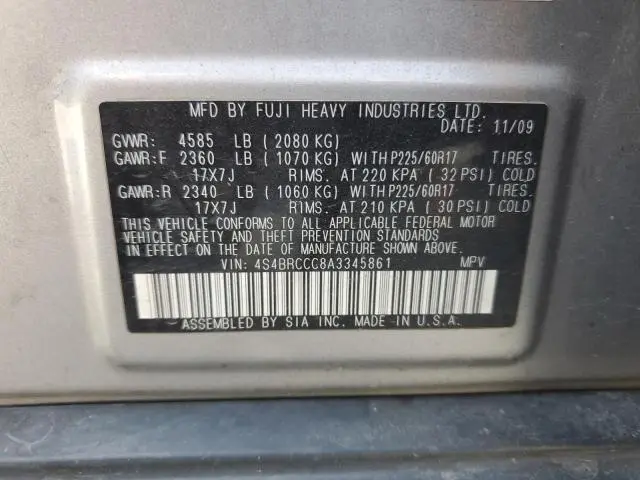 MFD BY FUJI HEAVY INDUSTRIES LTD.
DATE: 11/09
GVWR: 4585 LB ( 2080 KG)
GAWR:F 2360 LB ( 1070 KG) WITH P225/60R17 TIRES.
17X7J RIMS. AT 220 KPA ( 32 PSI) COLD
GAWR:R 2340 LB ( 1060 KG) WITH P225/60R17 TIRES.
17X7J RIMS. AT 210 KPA ( 30 PSI) COLD
THIS VEHICLE CONFORMS TO ALL APPLICABLE FEDERAL MOTOR
VEHICLE SAFETY AND THEFT PREVENTION STANDARDS
IN EFFECT ON THE DATE OF MANUFACTURE SHOWN ABOVE.
VIN: 4S4BRCCC8A3345861 MPV
ASSEMBLED BY SIA INC. MADE IN U.S.A.